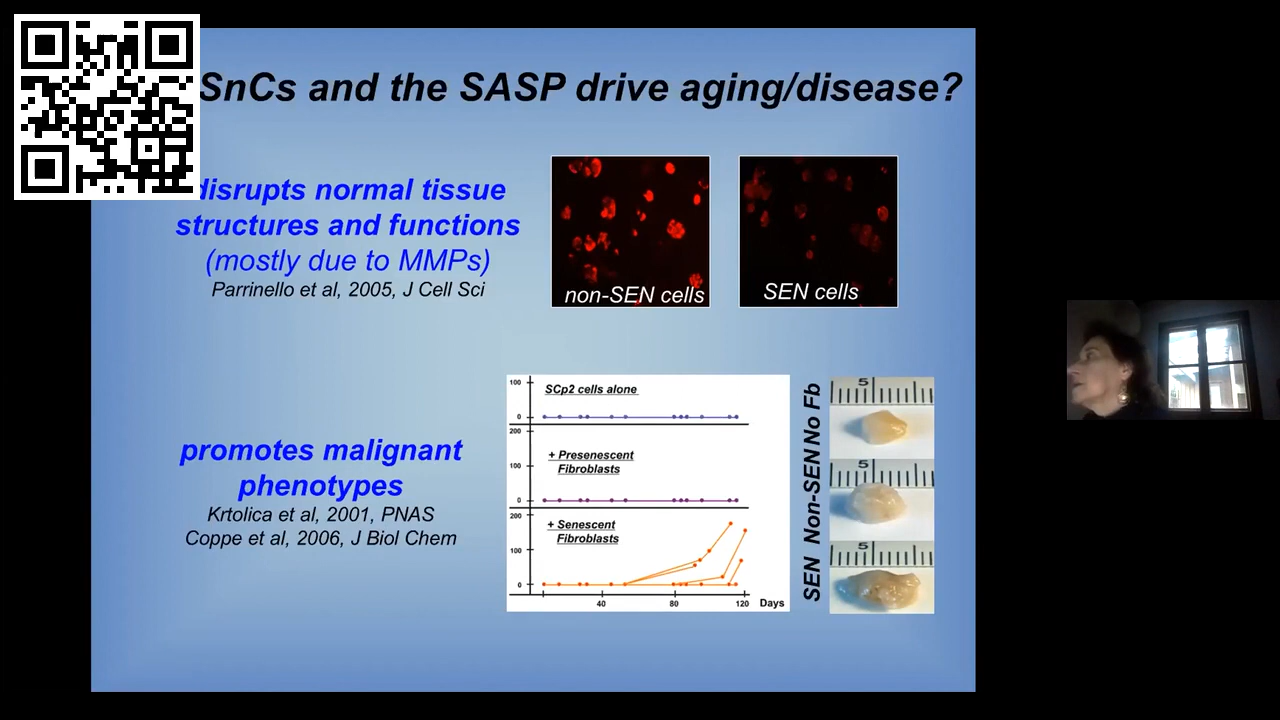 SnCs and the SASP drive aging/disease?
disrupts normal tissue
structures and functions
(mostly due to MMPs)
Parrinello et al, 2005, J Cell Sci
non-SEN cells
SEN cells
promotes malignant
phenotypes
Krtolica et al, 2001, PNAS
Coppe et al, 2006, J Biol Chem
100
SCp2 cells alone
0
200
+ Presenescent
Fibroblasts
100
0
200
+ Senescent
Fibroblasts
100
0
40
80
120
Days
No Fb
5
Non-SEN
5
SEN
5